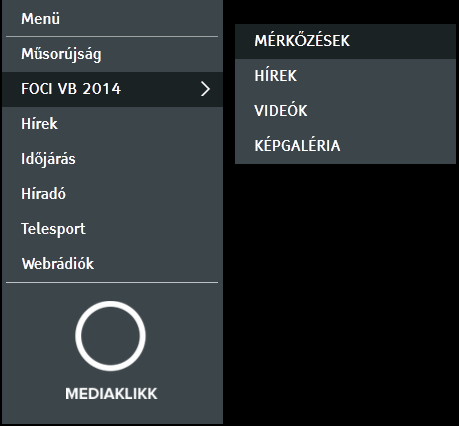 Menü
Műsorújság
FOCI VB 2014
Hírek
Időjárás
Híradó
Telesport
Webrádiók
MEDIAKLIKK
MÉRKŐZÉSEK
HÍREK
VIDEÓK
KÉPGALÉRIA